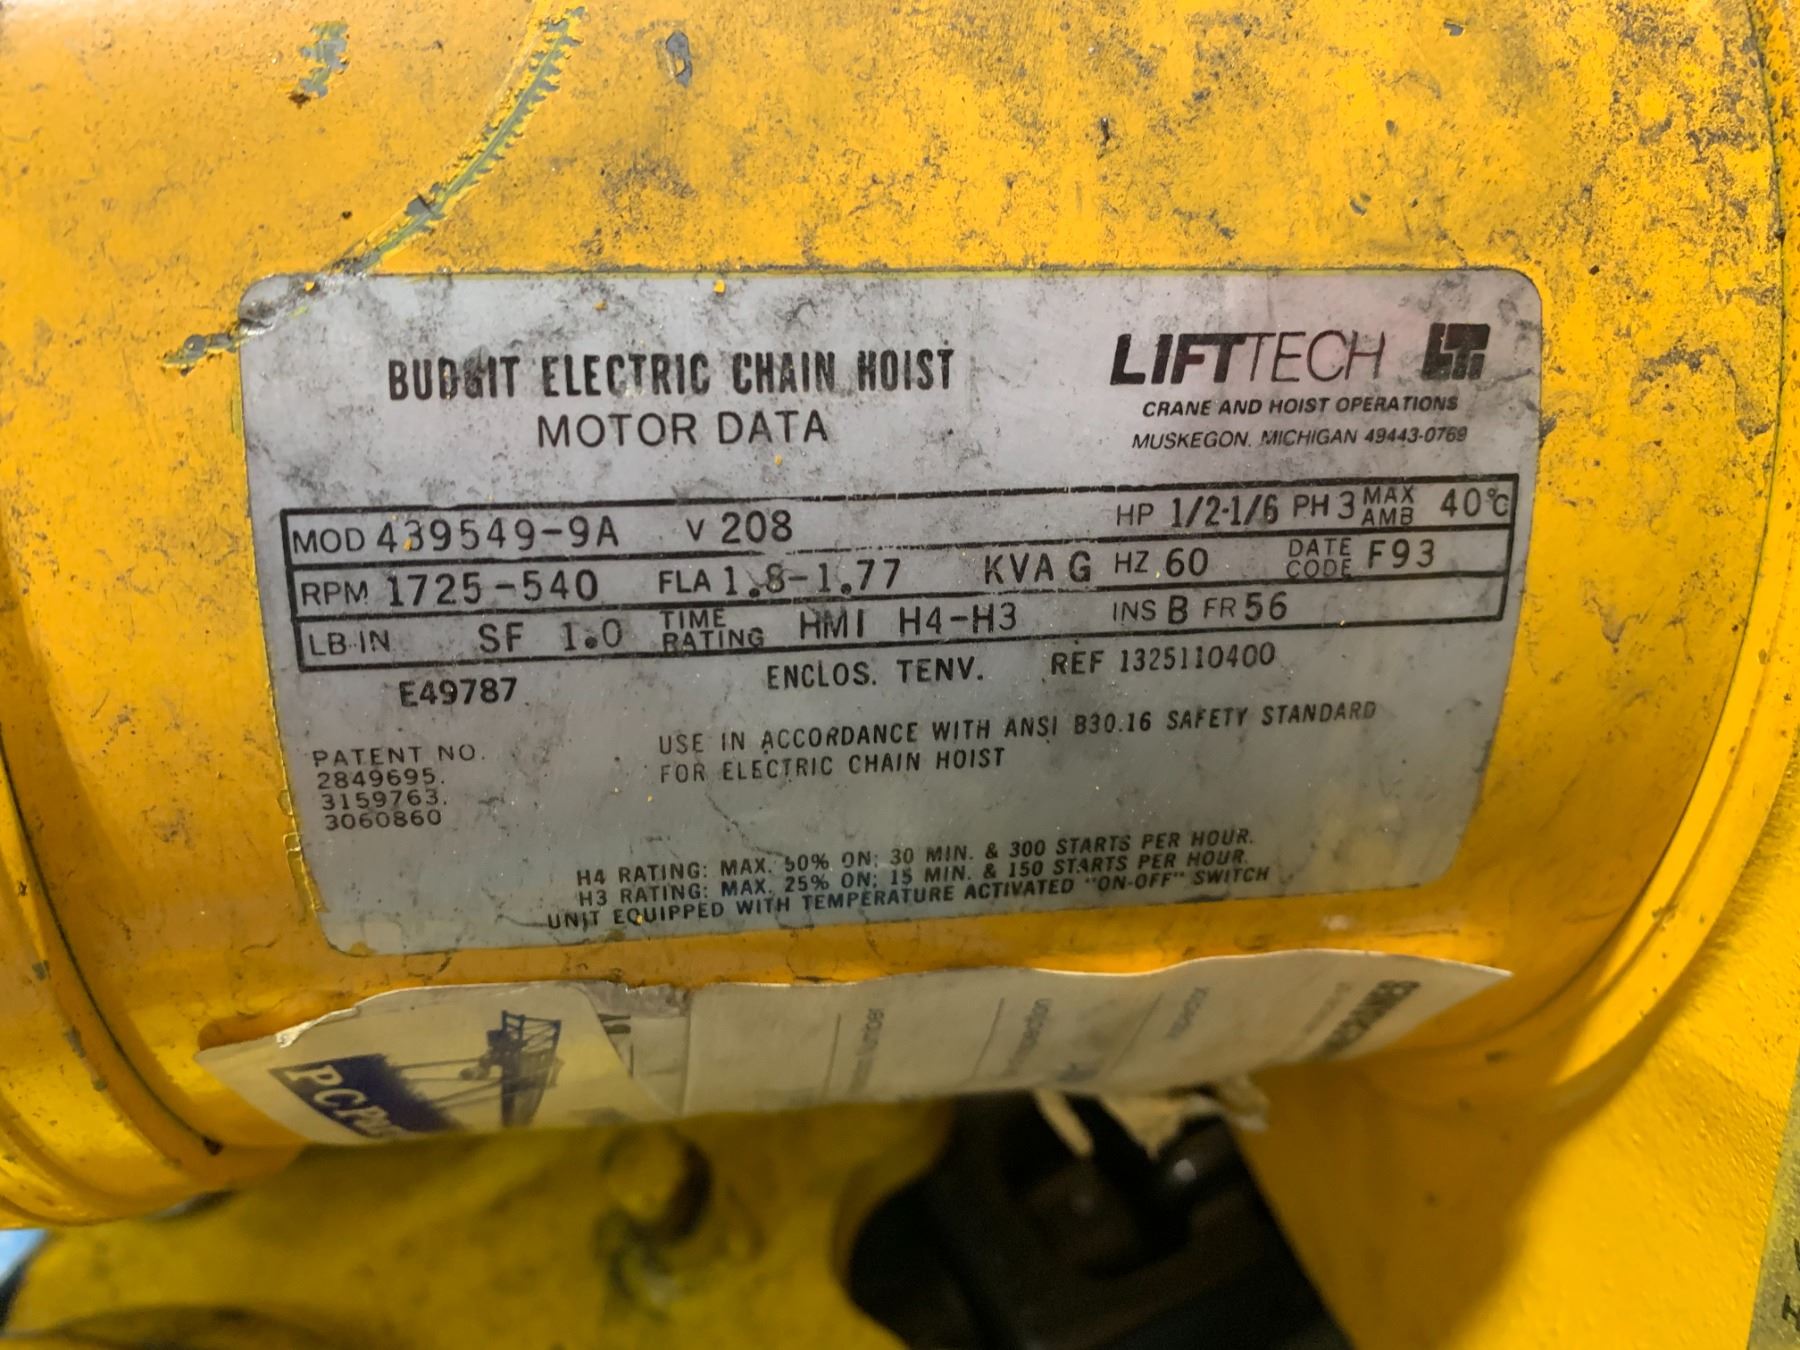 BUDGIT ELECTRIC CHAIN HOIST
MOTOR DATA
LIFTTECH LTI
CRANE AND HOIST OPERATIONS
MUSKEGON, MICHIGAN 49443-0769
MOD 439549-9A V 208 HP 1/2-1/6 PH 3 MAX AMB 40°C
RPM 1725-540 FLA 1.8-1.77 KVA G HZ 60 DATE CODE F93
LB-IN SF 1.0 TIME RATING HMI H4-H3 INS B FR 56
E49787 ENCLOS. TENV. REF 1325110400
PATENT NO.
2849695.
3159763.
3060860
USE IN ACCORDANCE WITH ANSI B30.16 SAFETY STANDARD
FOR ELECTRIC CHAIN HOIST
H4 RATING: MAX. 50% ON; 30 MIN. & 300 STARTS PER HOUR.
H3 RATING: MAX. 25% ON; 15 MIN. & 150 STARTS PER HOUR.
UNIT EQUIPPED WITH TEMPERATURE ACTIVATED "ON-OFF" SWITCH